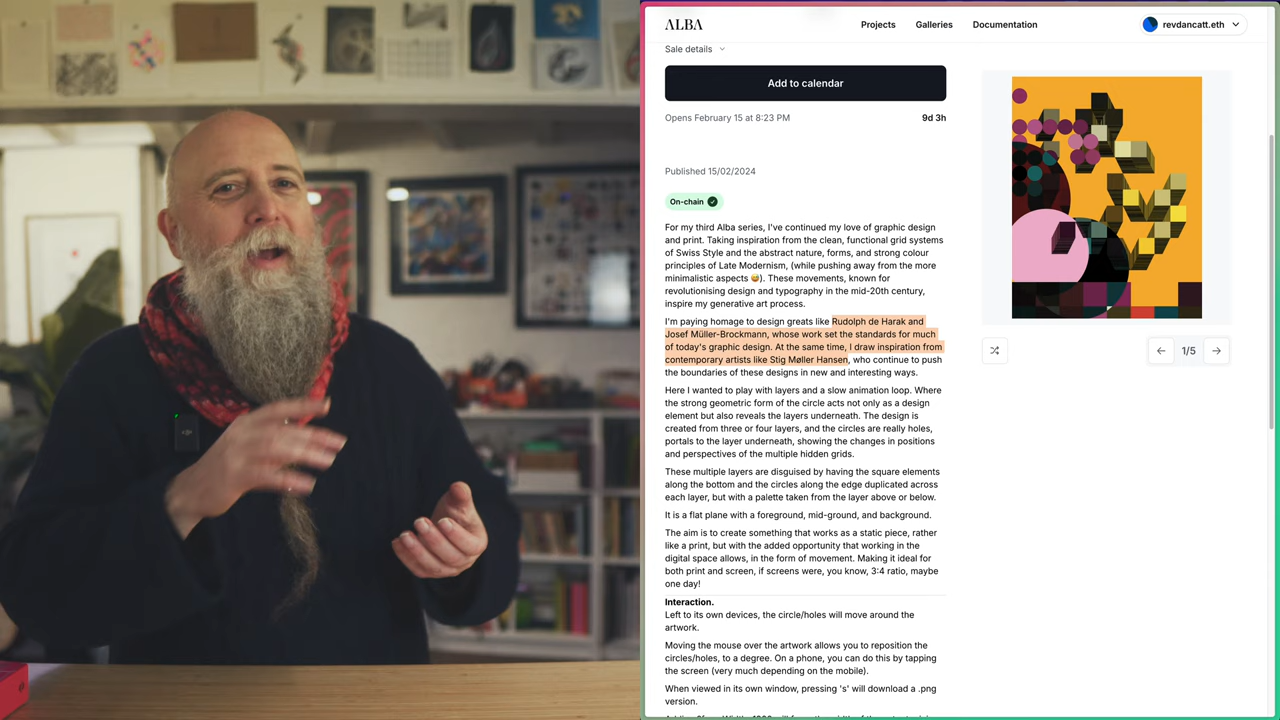 ALBA
Projects Galleries Documentation
revdancatt.eth
Sale details
Add to calendar
Opens February 15 at 8:23 PM 9d 3h
Published 15/02/2024
On-chain
For my third Alba series, I've continued my love of graphic design
and print. Taking inspiration from the clean, functional grid systems
of Swiss Style and the abstract nature, forms, and strong colour
principles of Late Modernism, (while pushing away from the more
minimalistic aspects 😅). These movements, known for
revolutionising design and typography in the mid-20th century,
inspire my generative art process.
I'm paying homage to design greats like Rudolph de Harak and
Josef Müller-Brockmann, whose work set the standards for much
of today's graphic design. At the same time, I draw inspiration from
contemporary artists like Stig Møller Hansen, who continue to push
the boundaries of these designs in new and interesting ways.
Here I wanted to play with layers and a slow animation loop. Where
the strong geometric form of the circle acts not only as a design
element but also reveals the layers underneath. The design is
created from three or four layers, and the circles are really holes,
portals to the layer underneath, showing the changes in positions
and perspectives of the multiple hidden grids.
These multiple layers are disguised by having the square elements
along the bottom and the circles along the edge duplicated across
each layer, but with a palette taken from the layer above or below.
It is a flat plane with a foreground, mid-ground, and background.
The aim is to create something that works as a static piece, rather
like a print, but with the added opportunity that working in the
digital space allows, in the form of movement. Making it ideal for
both print and screen, if screens were, you know, 3:4 ratio, maybe
one day!
Interaction.
Left to its own devices, the circle/holes will move around the
artwork.
Moving the mouse over the artwork allows you to reposition the
circles/holes, to a degree. On a phone, you can do this by tapping
the screen (very much depending on the mobile).
When viewed in its own window, pressing 's' will download a .png
version.
1/5